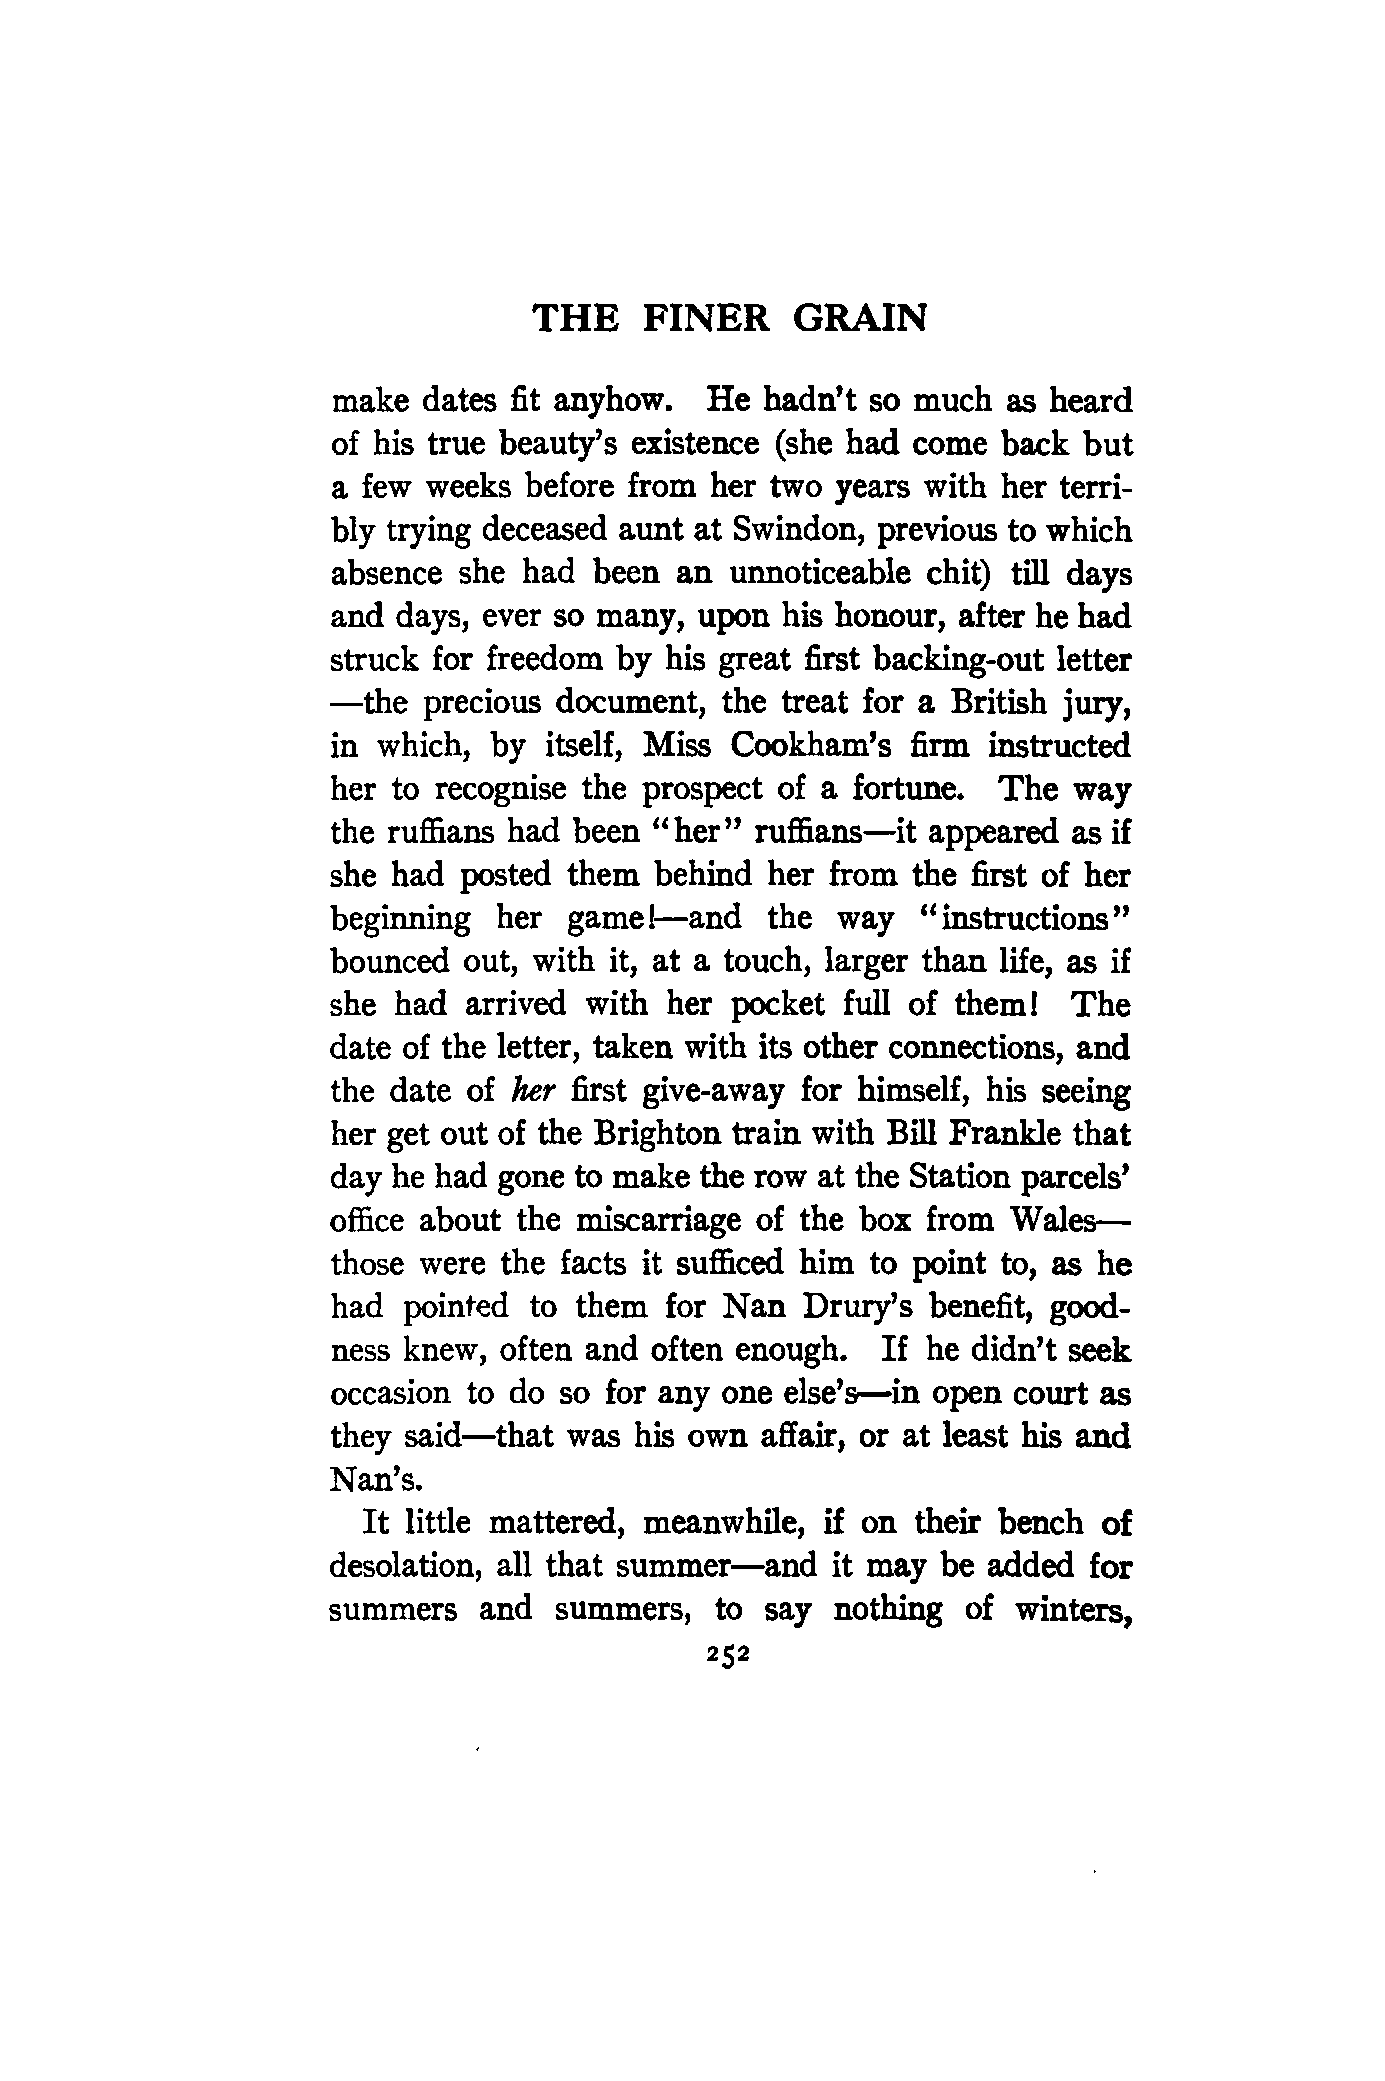 THE FINER GRAIN
make dates fit anyhow. He hadn't so much as heard
of his true beauty's existence (she had come back but
a few weeks before from her two years with her terri-
bly trying deceased aunt at Swindon, previous to which
absence she had been an unnoticeable chit) till days
and days, ever so many, upon his honour, after he had
struck for freedom by his great first backing-out letter
—the precious document, the treat for a British jury,
in which, by itself, Miss Cookham's firm instructed
her to recognise the prospect of a fortune. The way
the ruffians had been "her" ruffians—it appeared as if
she had posted them behind her from the first of her
beginning her game!—and the way "instructions"
bounced out, with it, at a touch, larger than life, as if
she had arrived with her pocket full of them! The
date of the letter, taken with its other connections, and
the date of her first give-away for himself, his seeing
her get out of the Brighton train with Bill Frankle that
day he had gone to make the row at the Station parcels'
office about the miscarriage of the box from Wales—
those were the facts it sufficed him to point to, as he
had pointed to them for Nan Drury's benefit, good-
ness knew, often and often enough. If he didn't seek
occasion to do so for any one else's—in open court as
they said—that was his own affair, or at least his and
Nan's.
It little mattered, meanwhile, if on their bench of
desolation, all that summer—and it may be added for
summers and summers, to say nothing of winters,
252